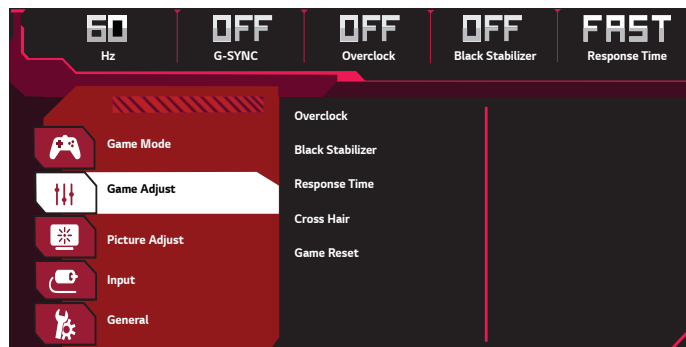 60 OFF OFF OFF FAST
Hz G-SYNC Overclock Black Stabilizer Response Time
Game Mode
Game Adjust
Picture Adjust
Input
General
Overclock
Black Stabilizer
Response Time
Cross Hair
Game Reset